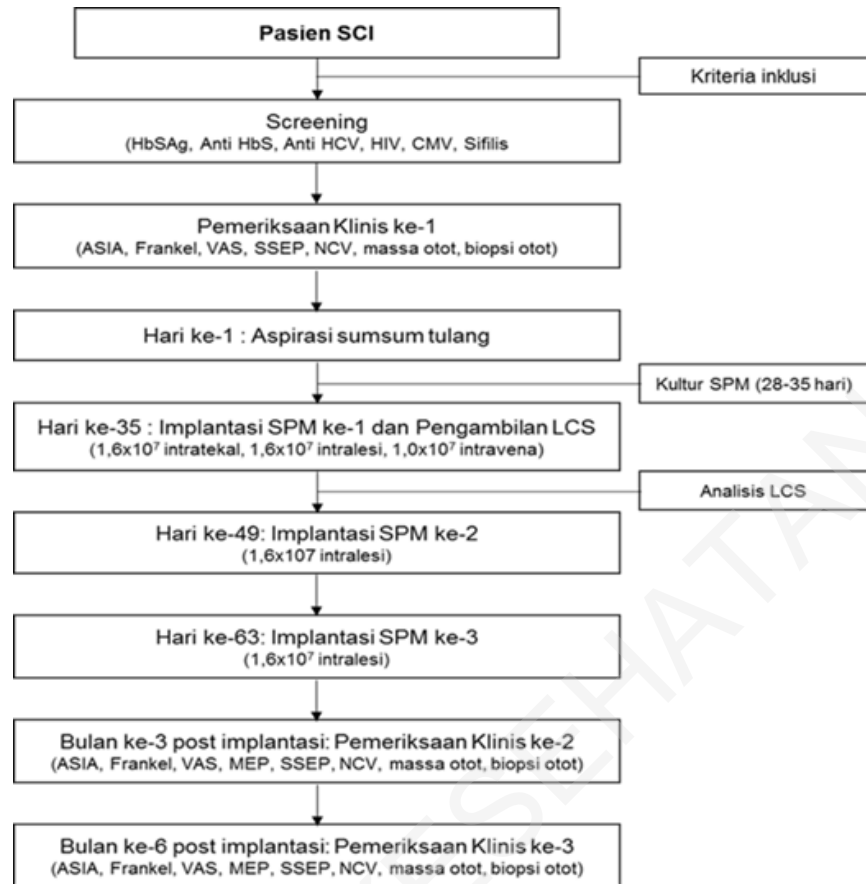 Pasien SCI
Kriteria inklusi
Screening
(HbSAg, Anti HbS, Anti HCV, HIV, CMV, Sifilis
Pemeriksaan Klinis ke-1
(ASIA, Frankel, VAS, SSEP, NCV, massa otot, biopsi otot)
Hari ke-1 : Aspirasi sumsum tulang
Kultur SPM (28-35 hari)
Hari ke-35 : Implantasi SPM ke-1 dan Pengambilan LCS
(1,6x10⁷ intratekal, 1,6x10⁷ intralesi, 1,0x10⁷ intravena)
Analisis LCS
Hari ke-49: Implantasi SPM ke-2
(1,6x107 intralesi)
Hari ke-63: Implantasi SPM ke-3
(1,6x10⁷ intralesi)
Bulan ke-3 post implantasi: Pemeriksaan Klinis ke-2
(ASIA, Frankel, VAS, MEP, SSEP, NCV, massa otot, biopsi otot)
Bulan ke-6 post implantasi: Pemeriksaan Klinis ke-3
(ASIA, Frankel, VAS, MEP, SSEP, NCV, massa otot, biopsi otot)
KESEHATAN